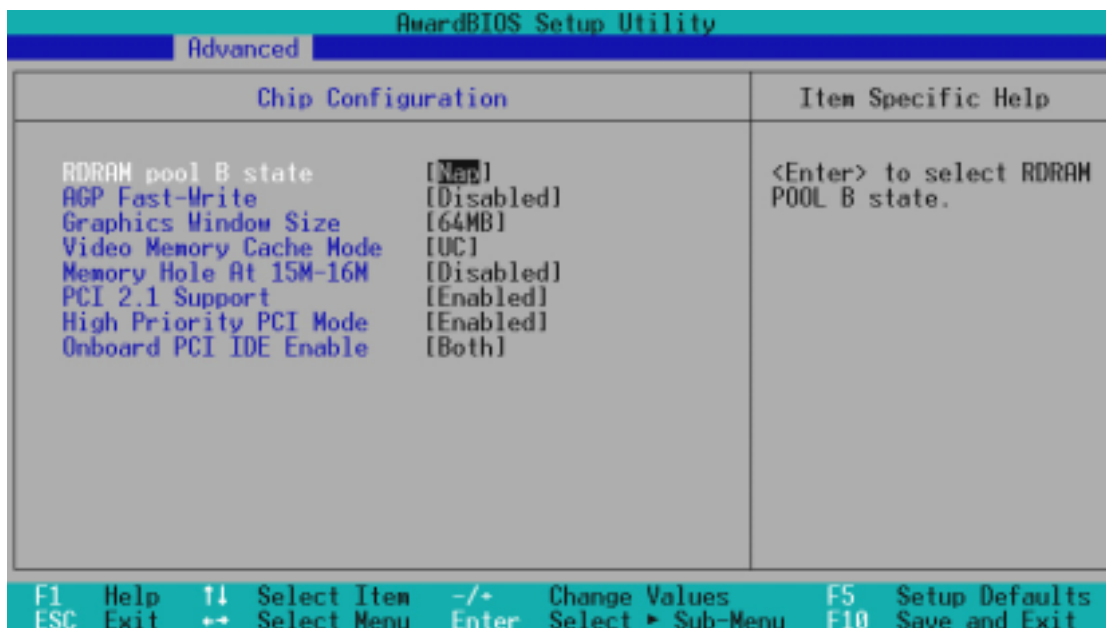 AwardBIOS Setup Utility
Advanced
Chip Configuration
Item Specific Help
RDRAM pool B state [Nap]
AGP Fast-Write [Disabled]
Graphics Window Size [64MB]
Video Memory Cache Mode [UC]
Memory Hole At 15M-16M [Disabled]
PCI 2.1 Support [Enabled]
High Priority PCI Mode [Enabled]
Onboard PCI IDE Enable [Both]
<Enter> to select RDRAM
POOL B state.
F1 Help ↑↓ Select Item -/+ Change Values F5 Setup Defaults
ESC Exit ←→ Select Menu Enter Select ► Sub-Menu F10 Save and Exit